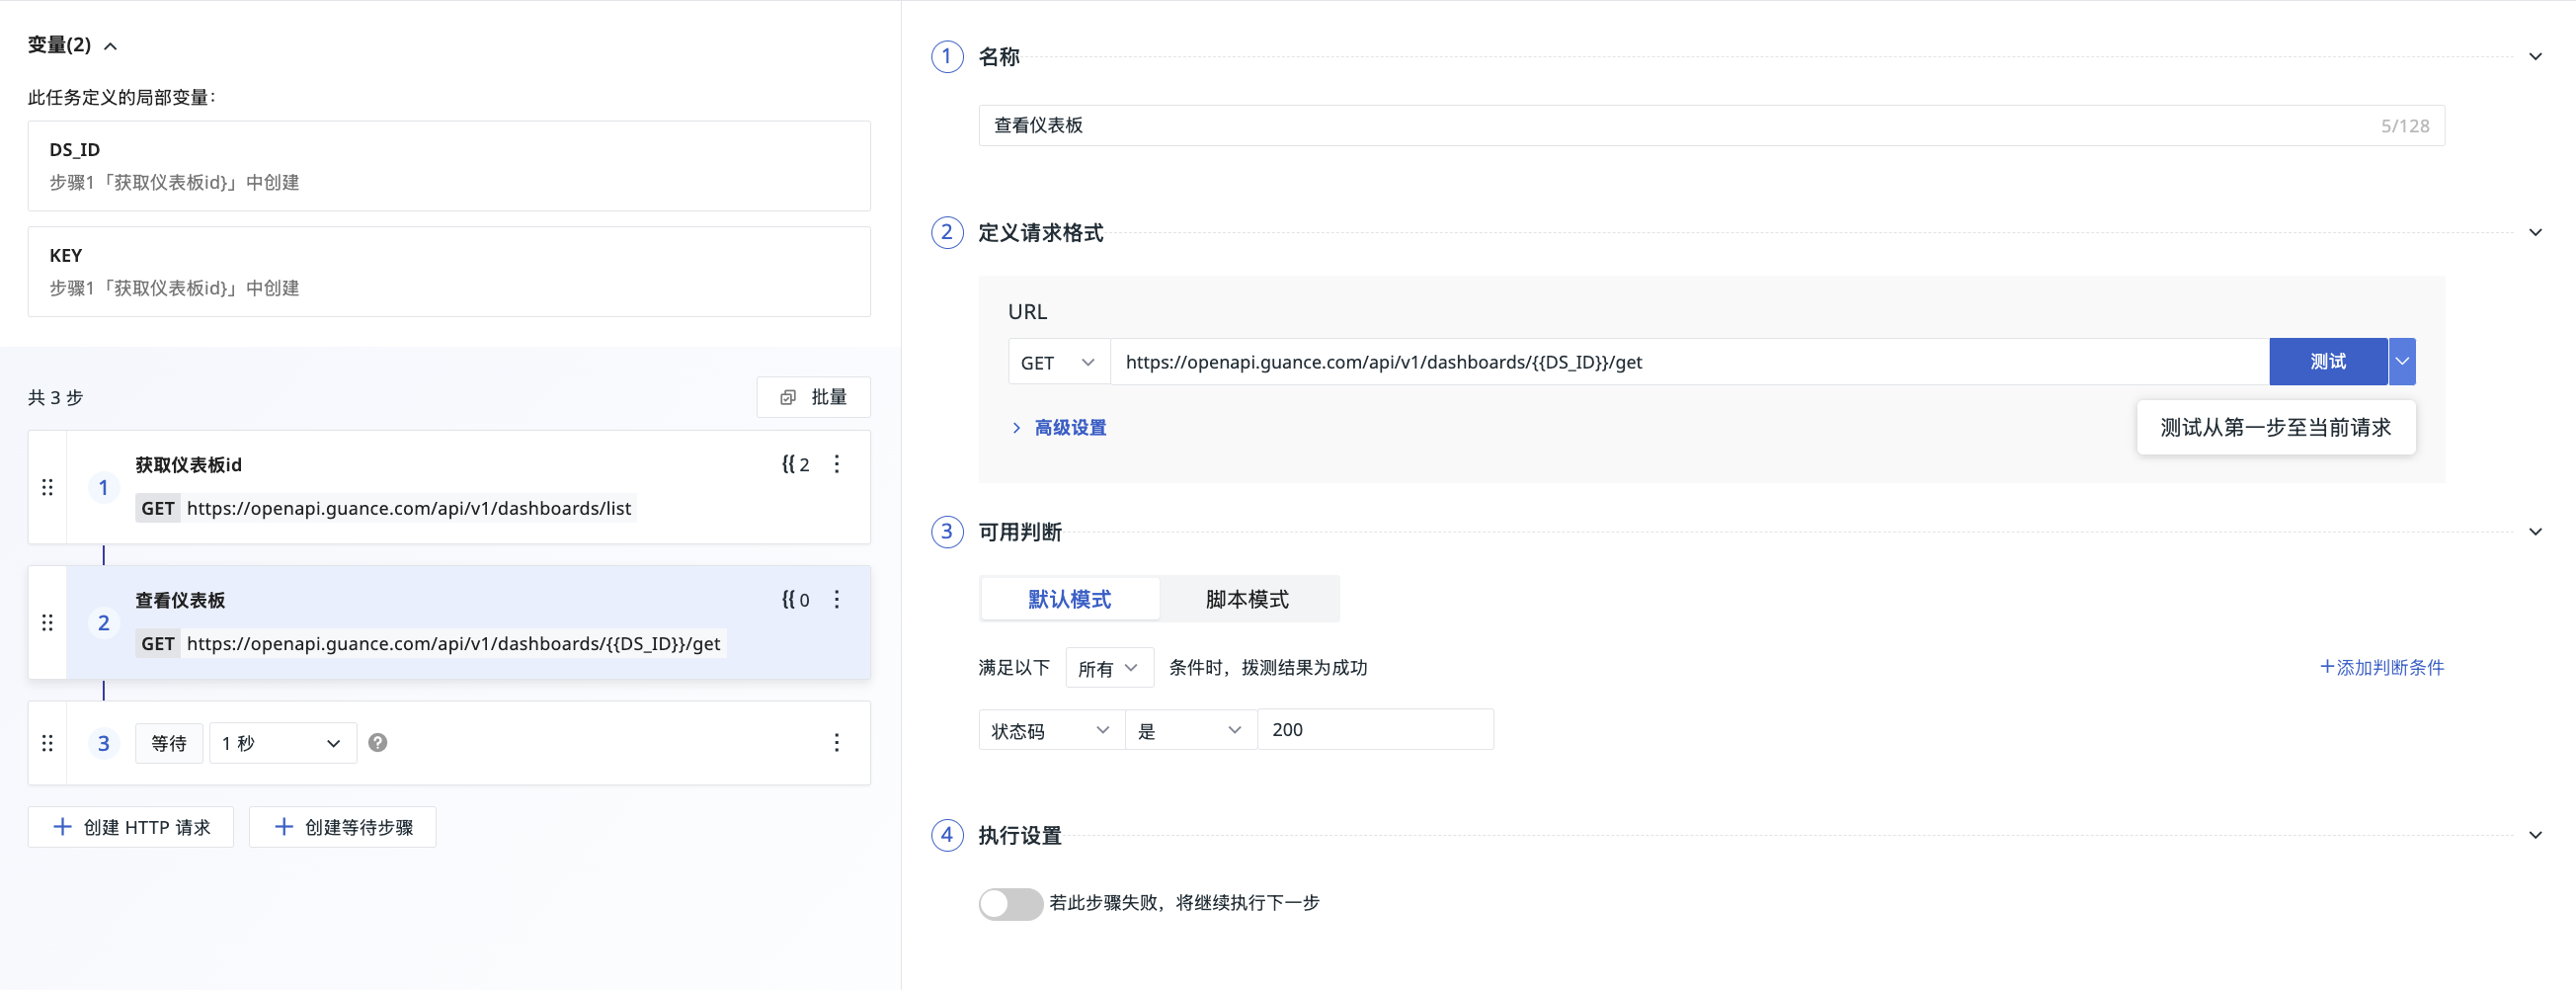 变量(2)
此任务定义的局部变量：
DS_ID
步骤1「获取仪表板id}」中创建
KEY
步骤1「获取仪表板id}」中创建
共 3 步
批量
1
获取仪表板id
{{ 2
GET https://openapi.guance.com/api/v1/dashboards/list
2
查看仪表板
{{ 0
GET https://openapi.guance.com/api/v1/dashboards/{{DS_ID}}/get
3
等待
1 秒
?
+ 创建 HTTP 请求
+ 创建等待步骤
1 名称
查看仪表板
5/128
2 定义请求格式
URL
GET
https://openapi.guance.com/api/v1/dashboards/{{DS_ID}}/get
测试
高级设置
测试从第一步至当前请求
3 可用判断
默认模式
脚本模式
满足以下 所有 条件时，拨测结果为成功
+添加判断条件
状态码 是 200
4 执行设置
若此步骤失败，将继续执行下一步